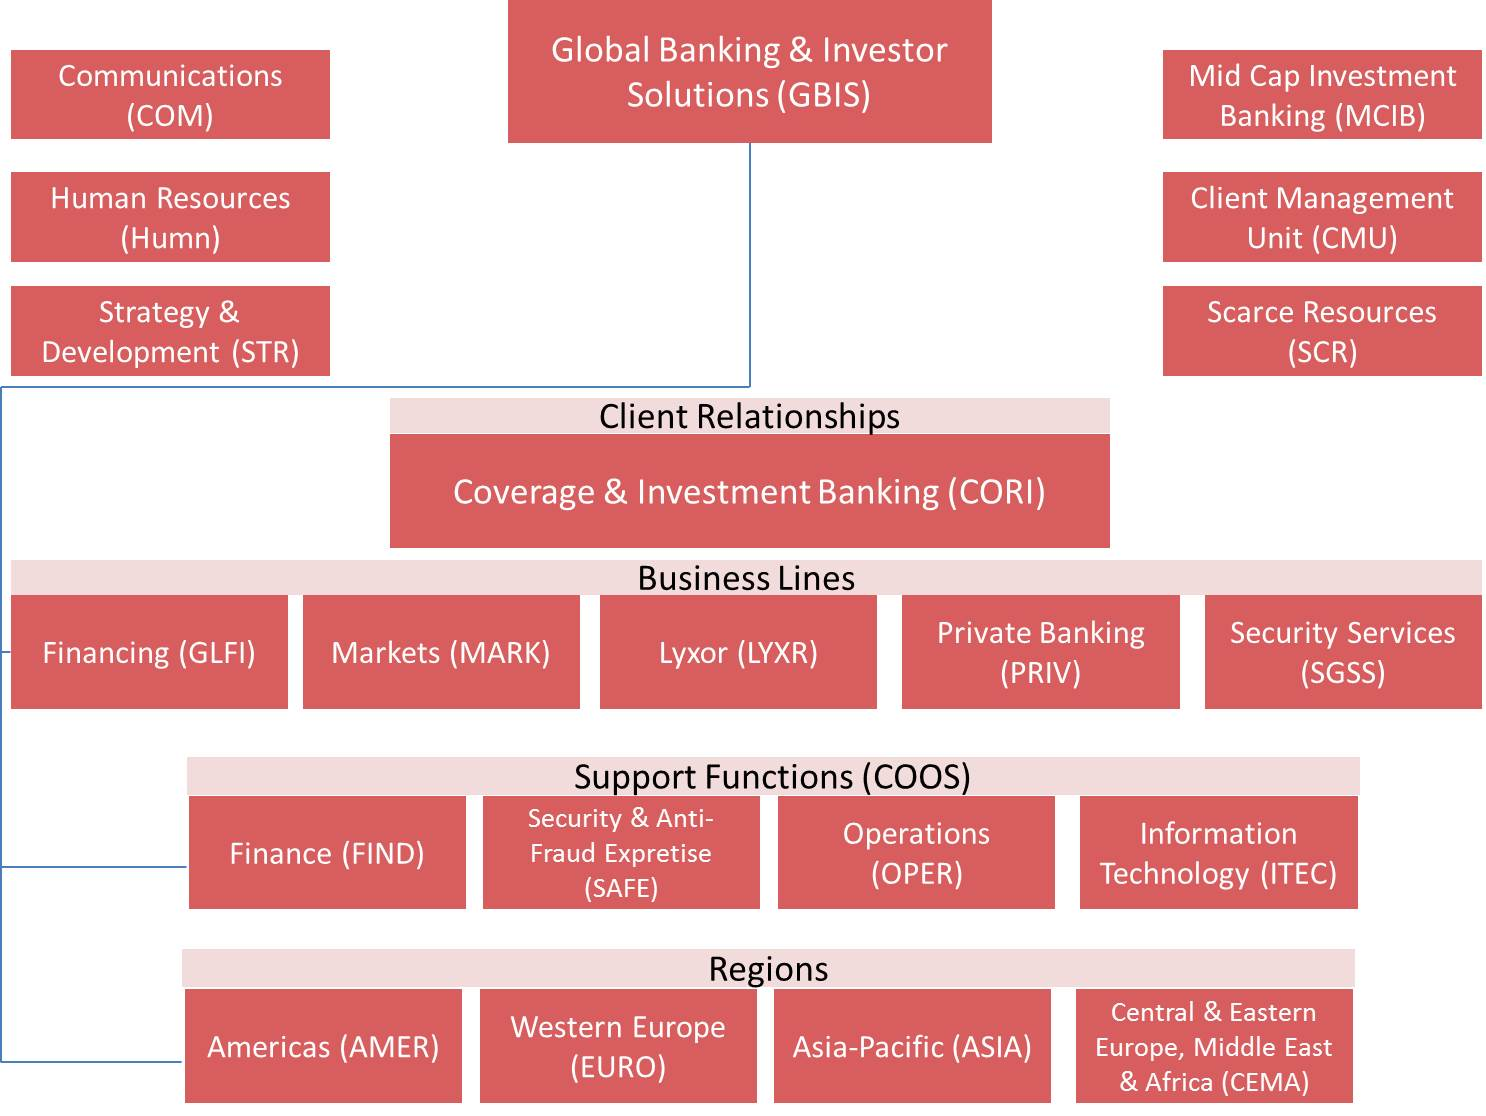 Global Banking & Investor
Solutions (GBIS)
Communications
(COM)
Human Resources
(Humn)
Strategy &
Development (STR)
Mid Cap Investment
Banking (MCIB)
Client Management
Unit (CMU)
Scarce Resources
(SCR)
Client Relationships
Coverage & Investment Banking (CORI)
Business Lines
Financing (GLFI)
Markets (MARK)
Lyxor (LYXR)
Private Banking
(PRIV)
Security Services
(SGSS)
Support Functions (COOS)
Finance (FIND)
Security & Anti-
Fraud Expretise
(SAFE)
Operations
(OPER)
Information
Technology (ITEC)
Regions
Americas (AMER)
Western Europe
(EURO)
Asia-Pacific (ASIA)
Central & Eastern
Europe, Middle East
& Africa (CEMA)